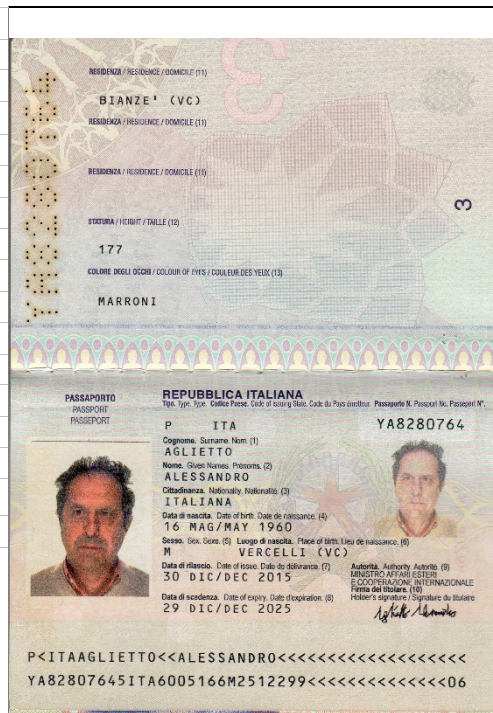 YA8280764
RESIDENZA / RESIDENCE / DOMICILE (11)
BIANZE' (VC)
RESIDENZA / RESIDENCE / DOMICILE (11)
RESIDENZA / RESIDENCE / DOMICILE (11)
3
STATURA / HEIGHT / TAILLE (12)
177
COLORE DEGLI OCCHI / COLOUR OF EYES / COULEUR DES YEUX (13)
MARRONI
PASSAPORTO
PASSPORT
PASSEPORT
REPUBBLICA ITALIANA
Tipo. Type. Type. Codice Paese. Code of issuing State. Code du Pays émetteur. Passaporto N. Passport No. Passeport N°.
P ITA YA8280764
Cognome. Surname. Nom. (1)
AGLIETTO
Nome. Given Names. Prénoms. (2)
ALESSANDRO
Cittadinanza. Nationality. Nationalité. (3)
ITALIANA
Data di nascita. Date of birth. Date de naissance. (4)
16 MAG/MAY 1960
Sesso. Sex. Sexe. (5) Luogo di nascita. Place of birth. Lieu de naissance. (6)
M VERCELLI (VC)
Data di rilascio. Date of issue. Date de délivrance. (7) Autorità. Authority. Autorité. (9)
30 DIC/DEC 2015 MINISTRO AFFARI ESTERI
E COOPERAZIONE INTERNAZIONALE
Firma del titolare. (10)
Data di scadenza. Date of expiry. Date d'expiration. (8) Holder's signature / Signature du titulaire
29 DIC/DEC 2025
P<ITAAGLIETTO<<ALESSANDRO<<<<<<<<<<<<<<<<<<<
YA82807645ITA6005166M2512299<<<<<<<<<<<<<<06